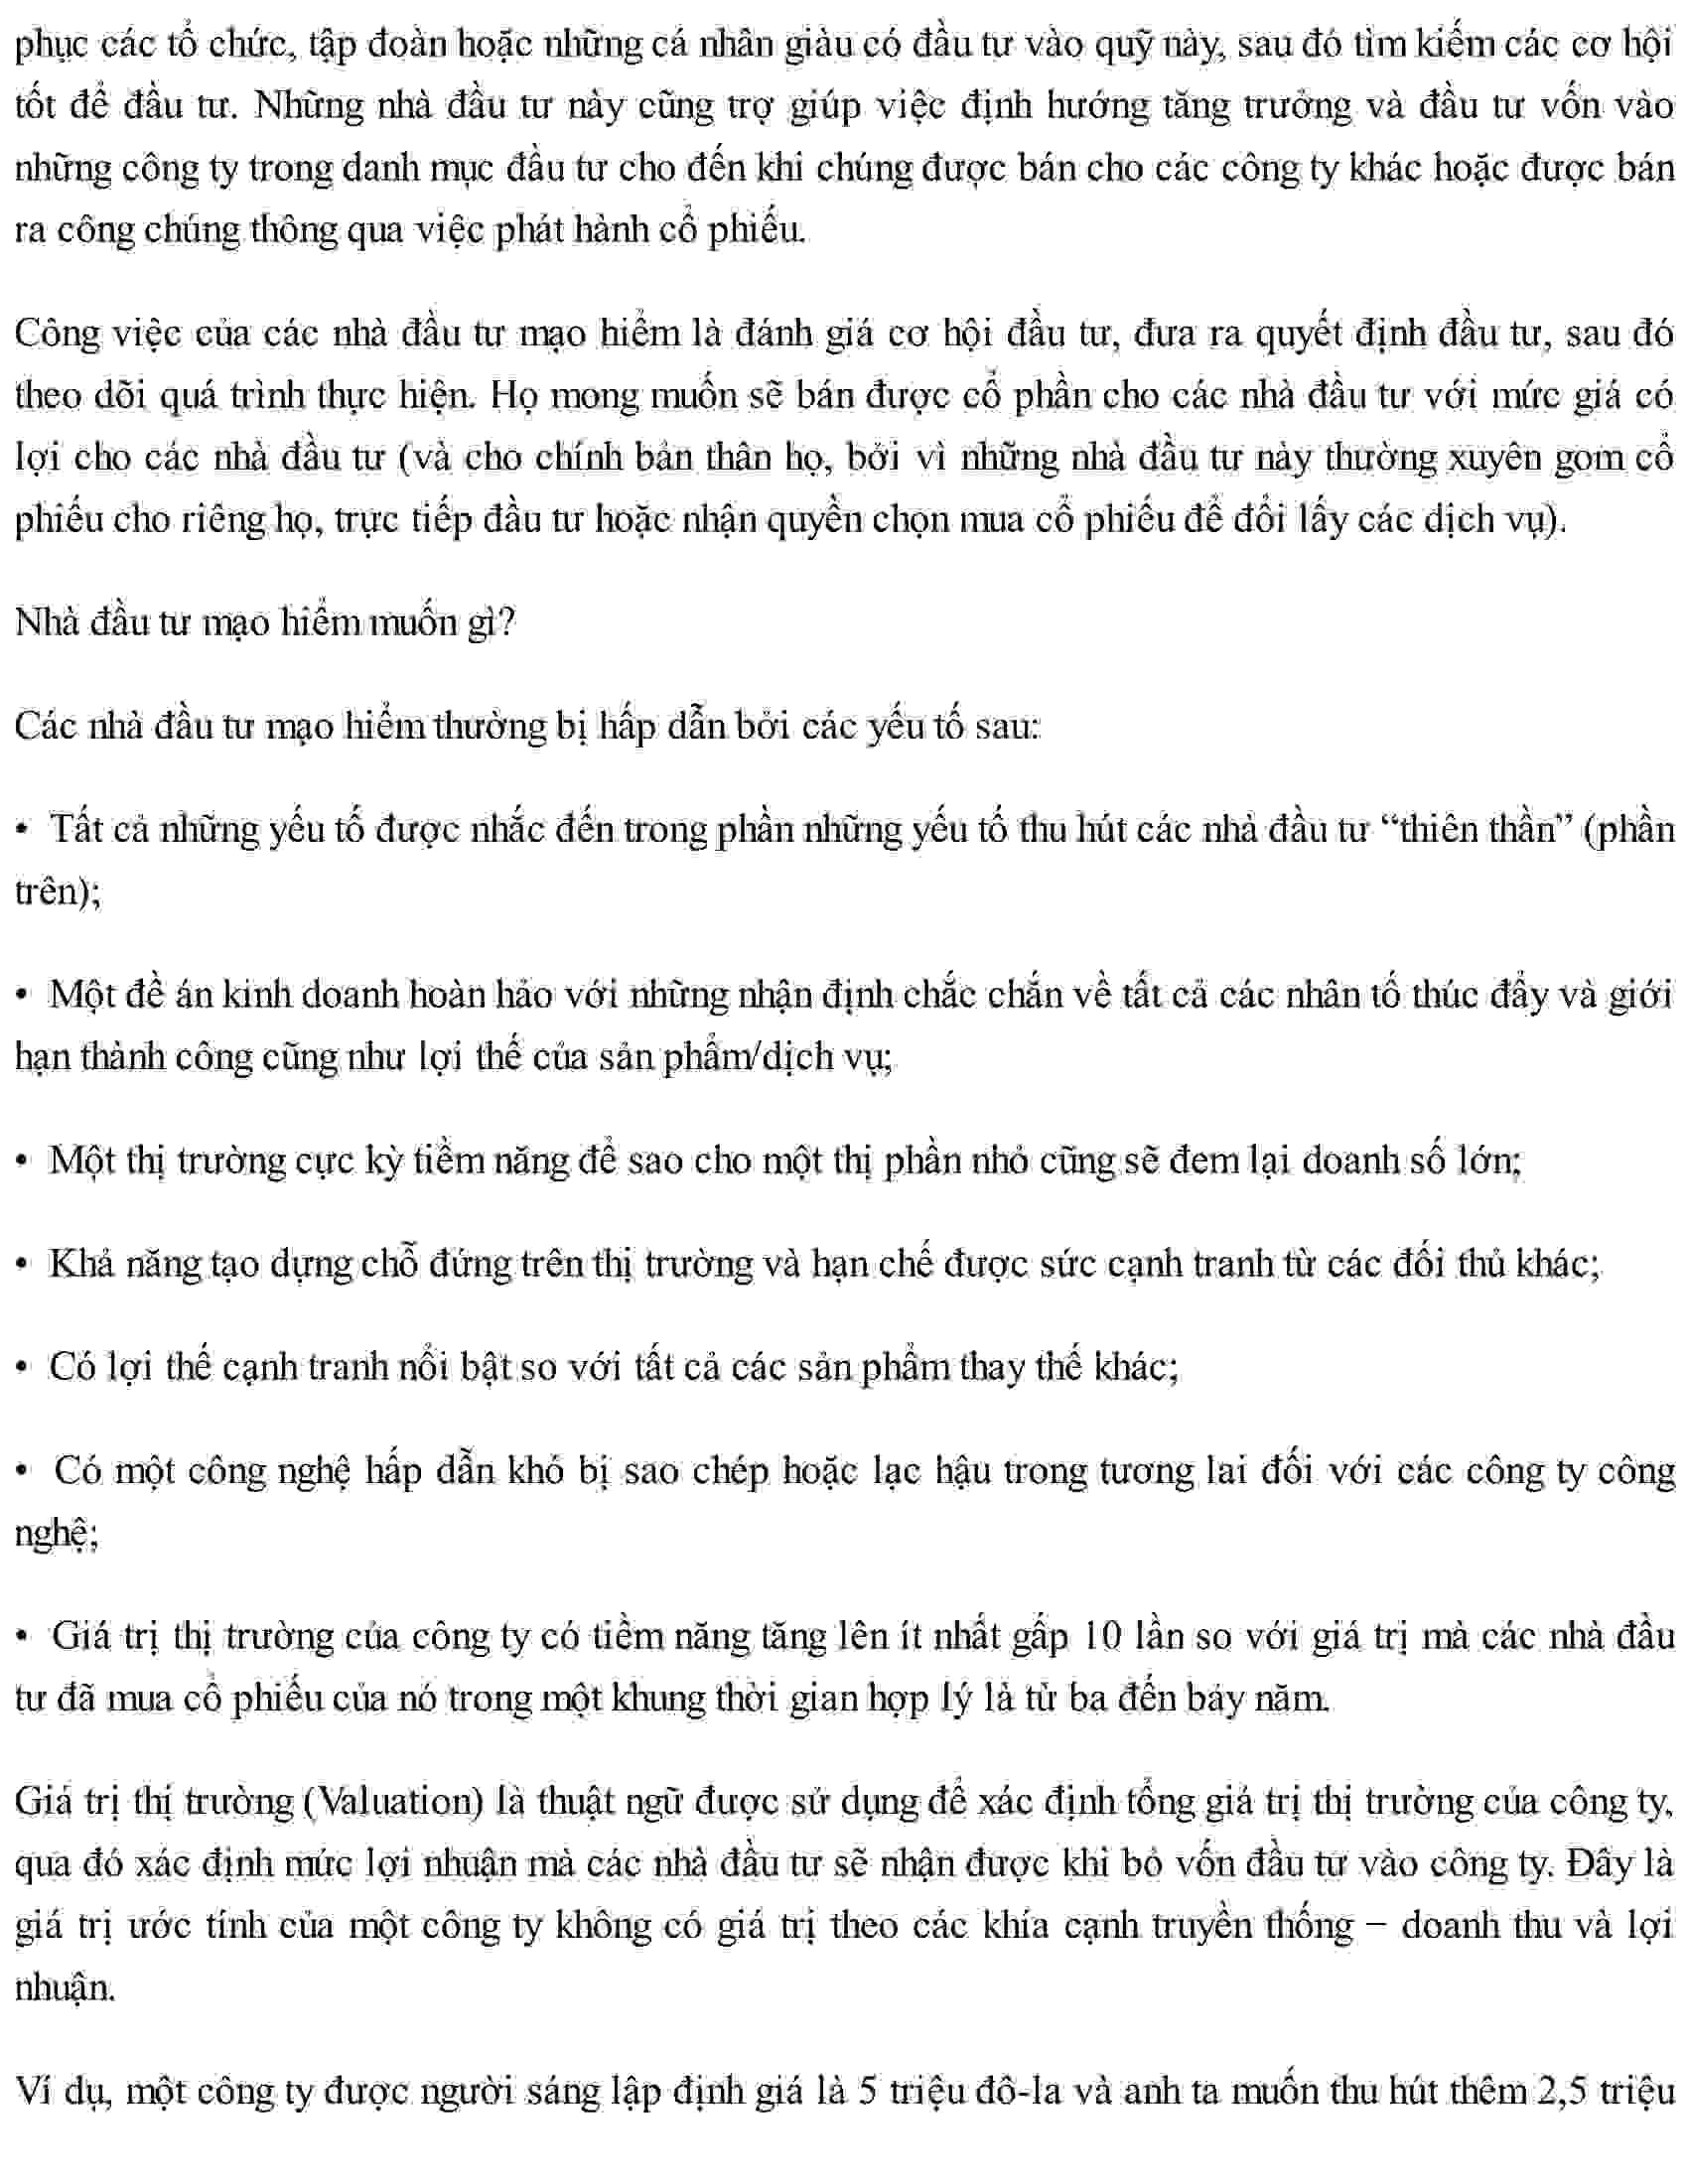 phục các tổ chức, tập đoàn hoặc những cá nhân giàu có đầu tư vào quỹ này, sau đó tìm kiếm các cơ hội
tốt để đầu tư. Những nhà đầu tư này cũng trợ giúp việc định hướng tăng trưởng và đầu tư vốn vào
những công ty trong danh mục đầu tư cho đến khi chúng được bán cho các công ty khác hoặc được bán
ra công chúng thông qua việc phát hành cổ phiếu.
Công việc của các nhà đầu tư mạo hiểm là đánh giá cơ hội đầu tư, đưa ra quyết định đầu tư, sau đó
theo dõi quá trình thực hiện. Họ mong muốn sẽ bán được cổ phần cho các nhà đầu tư với mức giá có
lợi cho các nhà đầu tư (và cho chính bản thân họ, bởi vì những nhà đầu tư này thường xuyên gom cổ
phiếu cho riêng họ, trực tiếp đầu tư hoặc nhận quyền chọn mua cổ phiếu để đổi lấy các dịch vụ).
Nhà đầu tư mạo hiểm muốn gì?
Các nhà đầu tư mạo hiểm thường bị hấp dẫn bởi các yếu tố sau:
• Tất cả những yếu tố được nhắc đến trong phần những yếu tố thu hút các nhà đầu tư “thiên thần” (phần
trên);
• Một đề án kinh doanh hoàn hảo với những nhận định chắc chắn về tất cả các nhân tố thúc đẩy và giới
hạn thành công cũng như lợi thế của sản phẩm/dịch vụ;
• Một thị trường cực kỳ tiềm năng để sao cho một thị phần nhỏ cũng sẽ đem lại doanh số lớn;
• Khả năng tạo dựng chỗ đứng trên thị trường và hạn chế được sức cạnh tranh từ các đối thủ khác;
• Có lợi thế cạnh tranh nổi bật so với tất cả các sản phẩm thay thế khác;
• Có một công nghệ hấp dẫn khó bị sao chép hoặc lạc hậu trong tương lai đối với các công ty công
nghệ;
• Giá trị thị trường của công ty có tiềm năng tăng lên ít nhất gấp 10 lần so với giá trị mà các nhà đầu
tư đã mua cổ phiếu của nó trong một khung thời gian hợp lý là từ ba đến bảy năm.
Giá trị thị trường (Valuation) là thuật ngữ được sử dụng để xác định tổng giá trị thị trường của công ty,
qua đó xác định mức lợi nhuận mà các nhà đầu tư sẽ nhận được khi bỏ vốn đầu tư vào công ty. Đây là
giá trị ước tính của một công ty không có giá trị theo các khía cạnh truyền thống – doanh thu và lợi
nhuận.
Ví dụ, một công ty được người sáng lập định giá là 5 triệu đô-la và anh ta muốn thu hút thêm 2,5 triệu